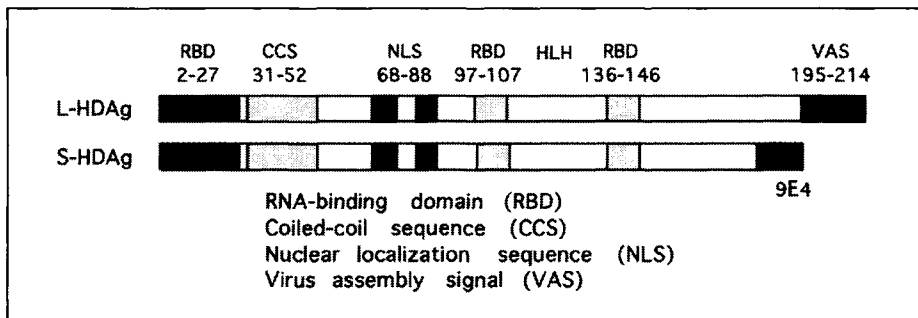 RBD CCS NLS RBD HLH RBD VAS
2-27 31-52 68-88 97-107 136-146 195-214
L-HDAg
S-HDAg
9E4
RNA-binding domain (RBD)
Coiled-coil sequence (CCS)
Nuclear localization sequence (NLS)
Virus assembly signal (VAS)